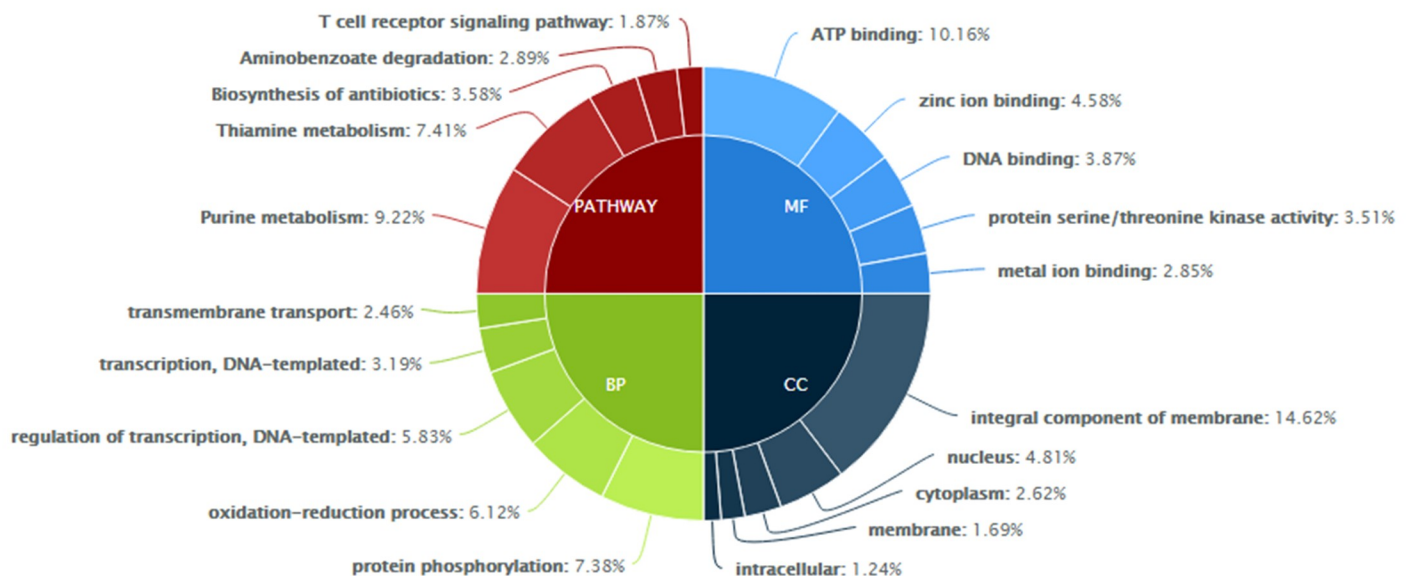 T cell receptor signaling pathway: 1.87%
Aminobenzoate degradation: 2.89%
Biosynthesis of antibiotics: 3.58%
Thiamine metabolism: 7.41%
Purine metabolism: 9.22%
ATP binding: 10.16%
zinc ion binding: 4.58%
DNA binding: 3.87%
protein serine/threonine kinase activity: 3.51%
metal ion binding: 2.85%
PATHWAY
MF
BP
CC
transmembrane transport: 2.46%
transcription, DNA-templated: 3.19%
regulation of transcription, DNA-templated: 5.83%
oxidation-reduction process: 6.12%
protein phosphorylation: 7.38%
integral component of membrane: 14.62%
nucleus: 4.81%
cytoplasm: 2.62%
membrane: 1.69%
intracellular: 1.24%